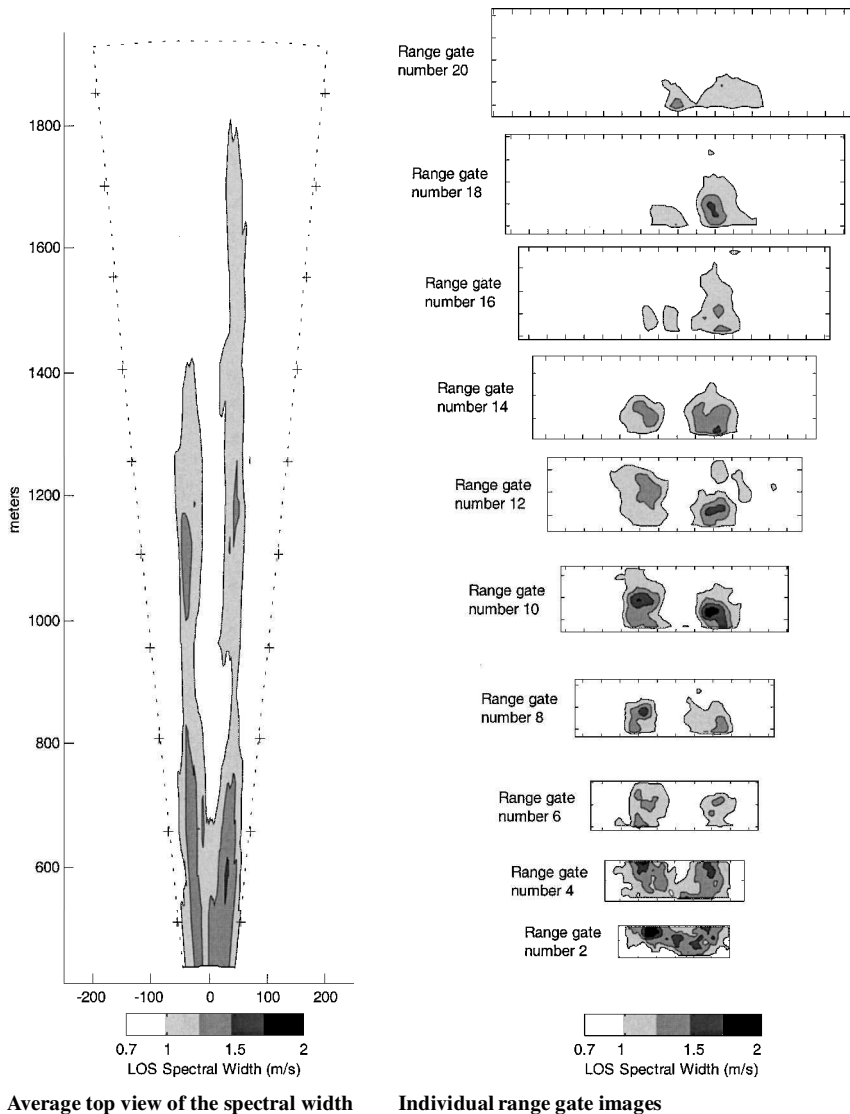 1800
1600
1400
1200
1000
800
600
meters
-200 -100 0 100 200
0.7 1 1.5 2
LOS Spectral Width (m/s)
Average top view of the spectral width
Range gate
number 20
Range gate
number 18
Range gate
number 16
Range gate
number 14
Range gate
number 12
Range gate
number 10
Range gate
number 8
Range gate
number 6
Range gate
number 4
Range gate
number 2
0.7 1 1.5 2
LOS Spectral Width (m/s)
Individual range gate images